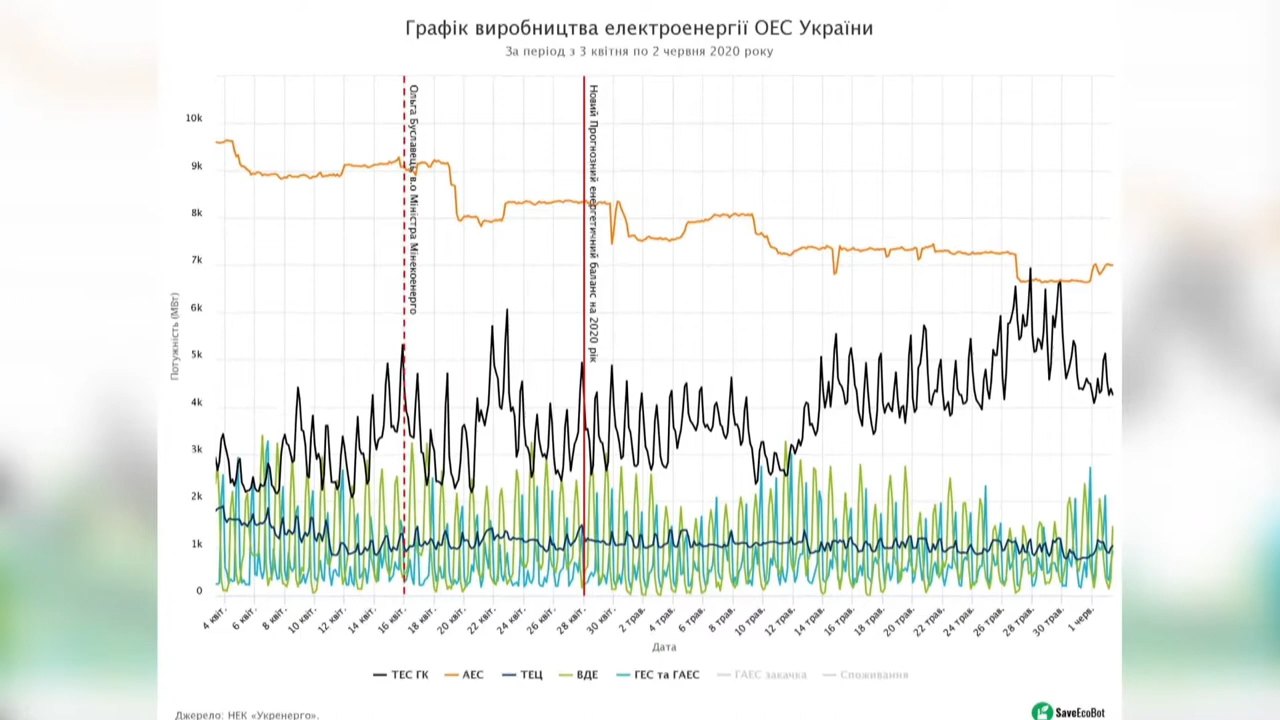 Графік виробництва електроенергії ОЕС України
За період з 3 квітня по 2 червня 2020 року
Потужність (МВт)
10k
9k
8k
7k
6k
5k
4k
3k
2k
1k
0
Ольга Буславець в.о Міністра Мінекоенерго
Новий Прогнозний енергетичний баланс на 2020 рік
4 квіт.
6 квіт.
8 квіт.
10 квіт.
12 квіт.
14 квіт.
16 квіт.
18 квіт.
20 квіт.
22 квіт.
24 квіт.
26 квіт.
28 квіт.
30 квіт.
2 трав.
4 трав.
6 трав.
8 трав.
10 трав.
12 трав.
14 трав.
16 трав.
18 трав.
20 трав.
22 трав.
24 трав.
26 трав.
28 трав.
30 трав.
1 черв.
Дата
ТЕС ГК АЕС ТЕЦ ВДЕ ГЕС та ГАЕС ГАЕС закачка Споживання
Джерело: НЕК «Укренерго».
SaveEcoBot